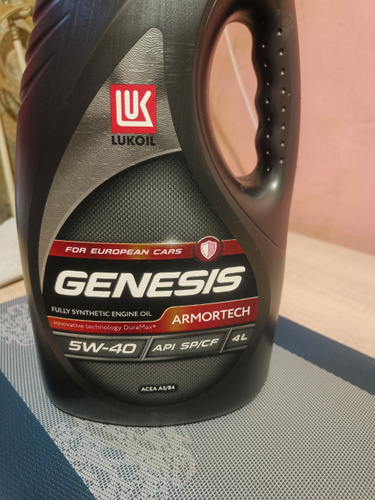 LUK
LUKOIL
FOR EUROPEAN CARS
GENESIS
FULLY SYNTHETIC ENGINE OIL
ARMORTECH
Innovative technology DuraMax®
5W-40 API SP/CF 4L
ACEA A3/B4